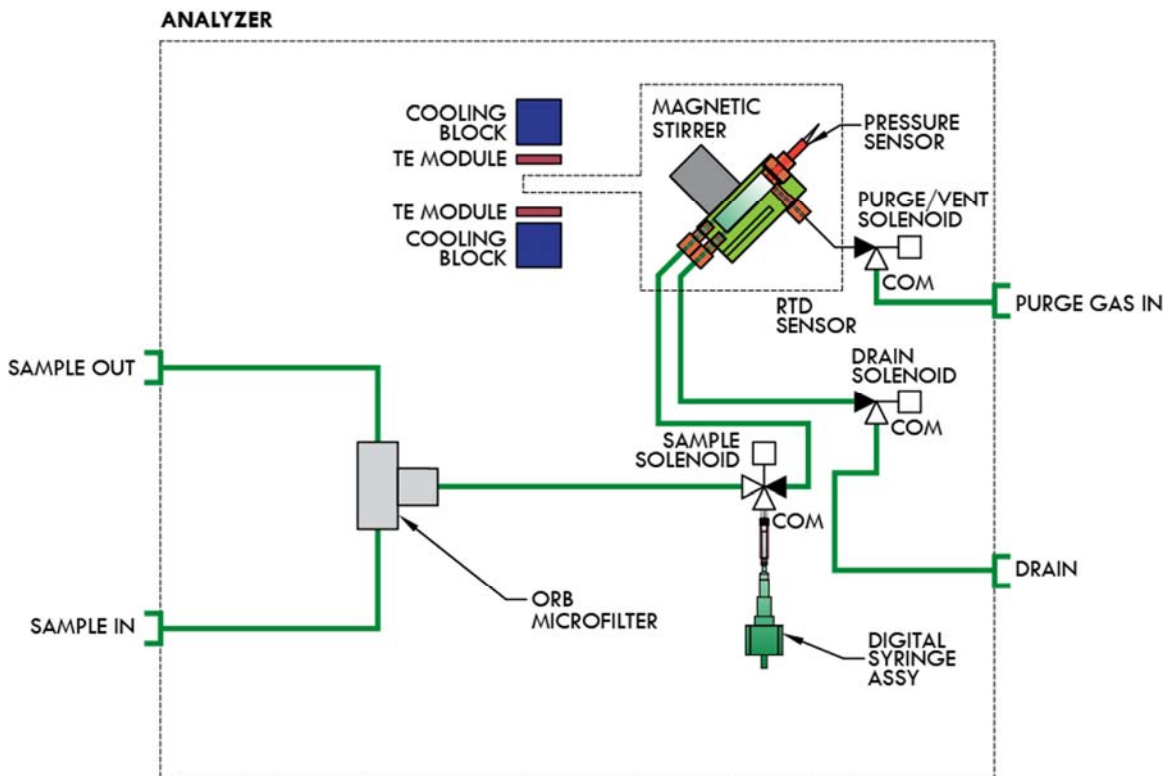 ANALYZER
COOLING
BLOCK
TE MODULE
TE MODULE
COOLING
BLOCK
MAGNETIC
STIRRER
PRESSURE
SENSOR
PURGE/VENT
SOLENOID
COM
PURGE GAS IN
RTD
SENSOR
DRAIN
SOLENOID
COM
SAMPLE OUT
SAMPLE
SOLENOID
COM
ORB
MICROFILTER
SAMPLE IN
DRAIN
DIGITAL
SYRINGE
ASSY